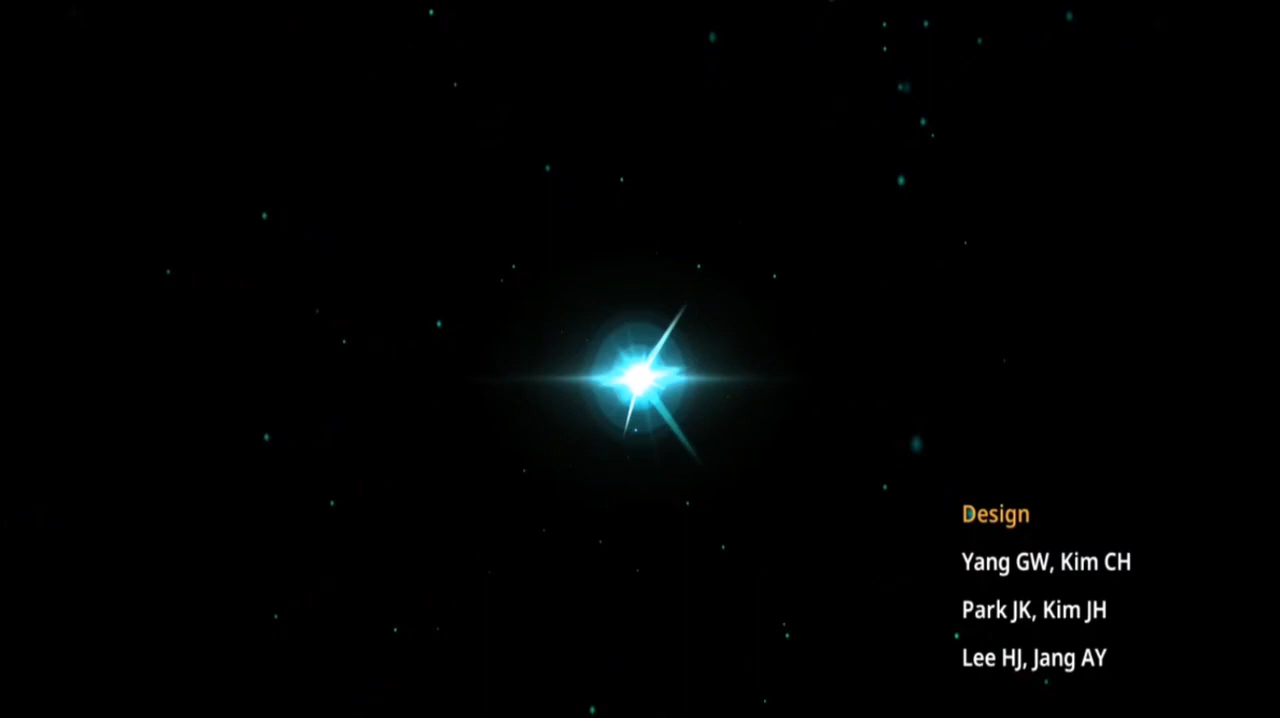 Design
Yang GW, Kim CH
Park JK, Kim JH
Lee HJ, Jang AY